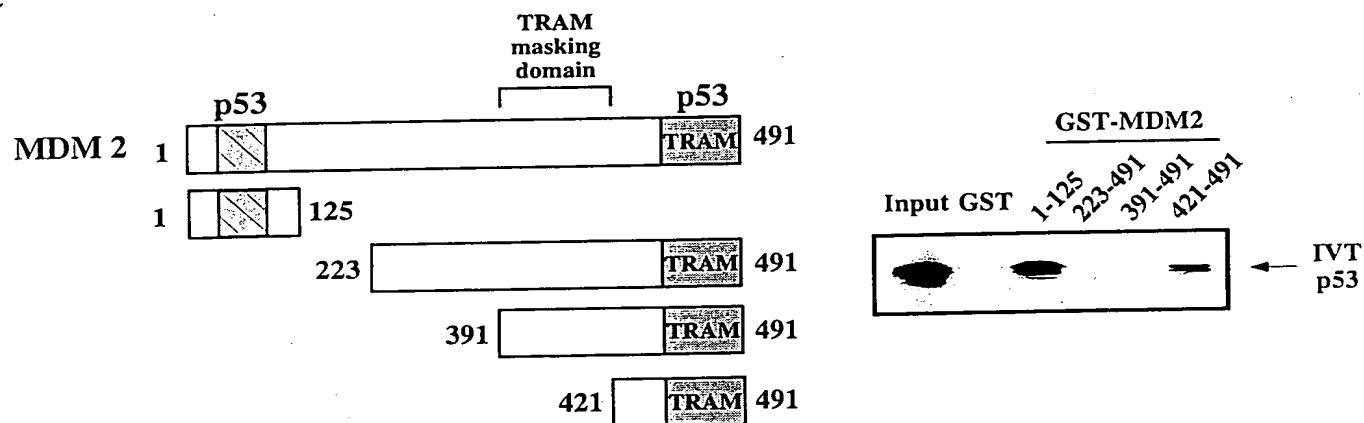 TRAM
masking
domain
p53 p53
MDM 2 1 TRAM 491
1 125
223 TRAM 491
391 TRAM 491
421 TRAM 491
GST-MDM2
Input GST 1-125 223-491 391-491 421-491
IVT
p53